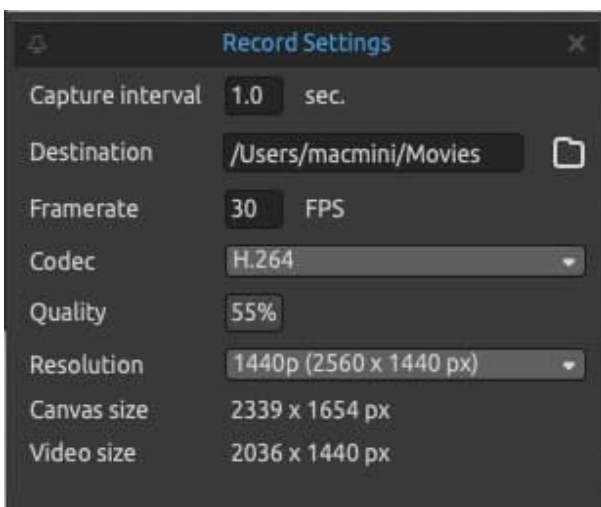 Record Settings
Capture interval 1.0 sec.
Destination /Users/macmini/Movies
Framerate 30 FPS
Codec H.264
Quality 55%
Resolution 1440p (2560 x 1440 px)
Canvas size 2339 x 1654 px
Video size 2036 x 1440 px